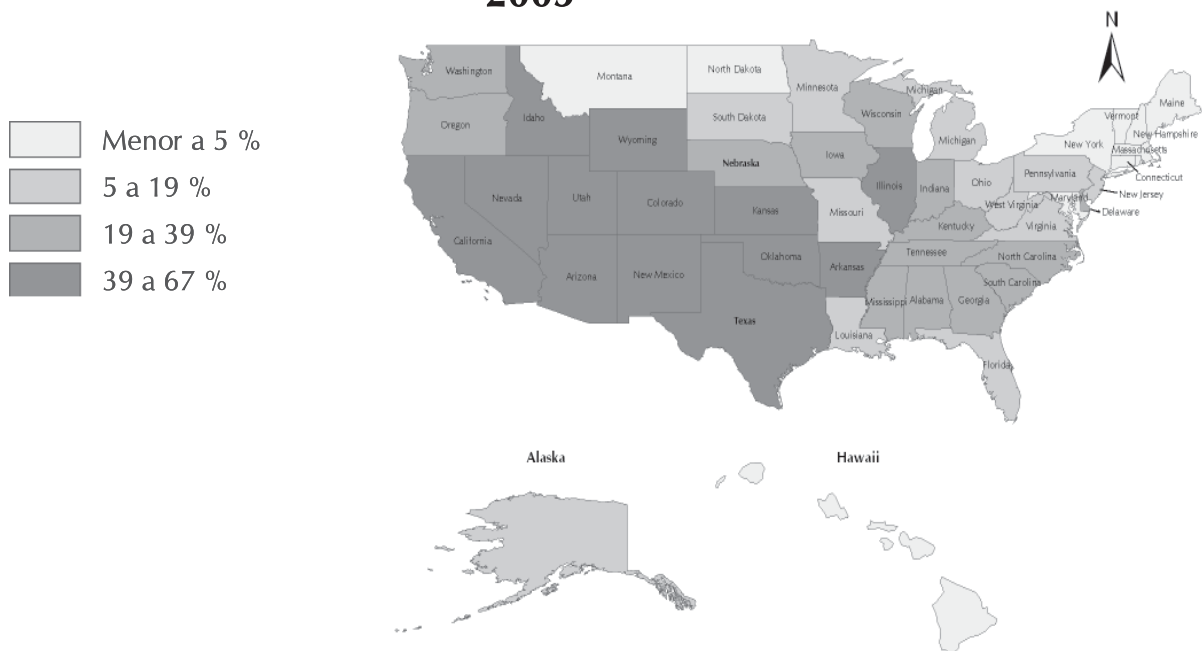 2005
N
Menor a 5 %
5 a 19 %
19 a 39 %
39 a 67 %
Washington
Montana
North Dakota
Minnesota
Michigan
Maine
Vermont
New Hampshire
Oregon
Idaho
Wyoming
South Dakota
Wisconsin
Michigan
New York
Massachusetts
Connecticut
Nebraska
Iowa
Pennsylvania
New Jersey
Nevada
Utah
Colorado
Kansas
Missouri
Illinois
Indiana
Ohio
West Virginia
Maryland
Delaware
California
Kentucky
Virginia
Arizona
New Mexico
Oklahoma
Arkansas
Tennessee
North Carolina
South Carolina
Texas
Mississippi
Alabama
Georgia
Louisiana
Florida
Alaska
Hawaii